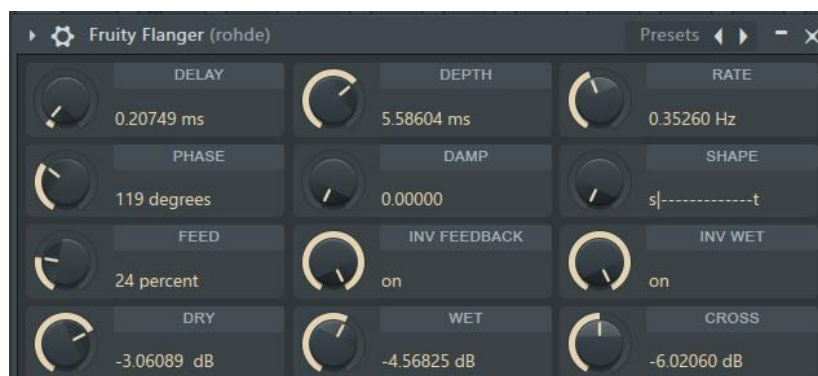 Fruity Flanger (rohde) Presets
DELAY DEPTH RATE
0.20749 ms 5.58604 ms 0.35260 Hz
PHASE DAMP SHAPE
119 degrees 0.00000 s|-------------t
FEED INV FEEDBACK INV WET
24 percent on on
DRY WET CROSS
-3.06089 dB -4.56825 dB -6.02060 dB